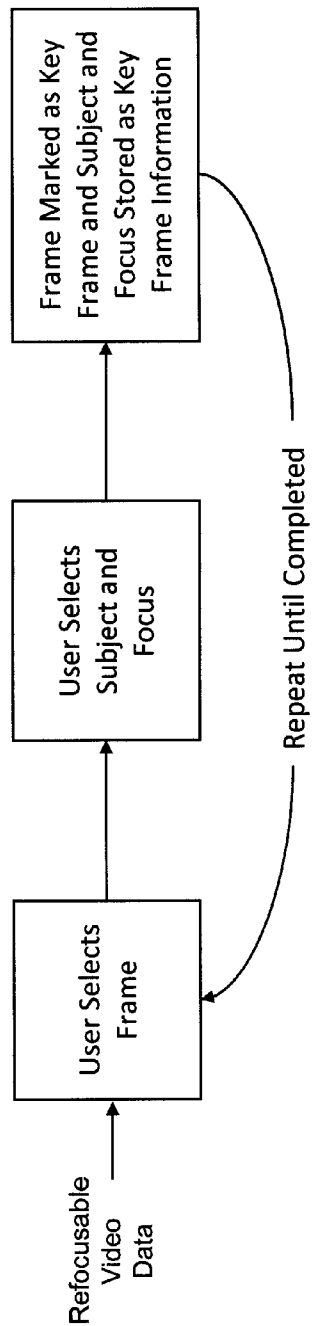 Refocusable
Video
Data
User Selects
Frame
User Selects
Subject and
Focus
Frame Marked as Key
Frame and Subject and
Focus Stored as Key
Frame Information
Repeat Until Completed